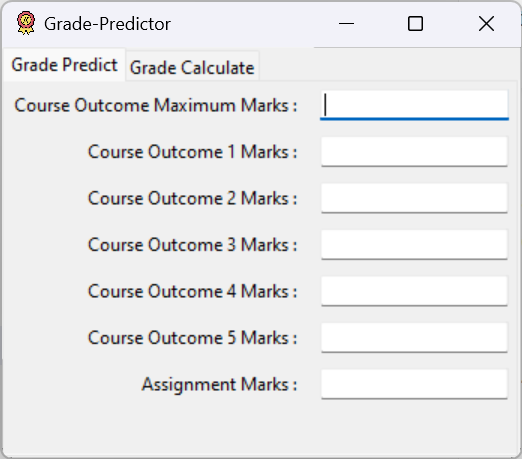 Grade-Predictor
Grade Predict Grade Calculate
Course Outcome Maximum Marks :
Course Outcome 1 Marks :
Course Outcome 2 Marks :
Course Outcome 3 Marks :
Course Outcome 4 Marks :
Course Outcome 5 Marks :
Assignment Marks :